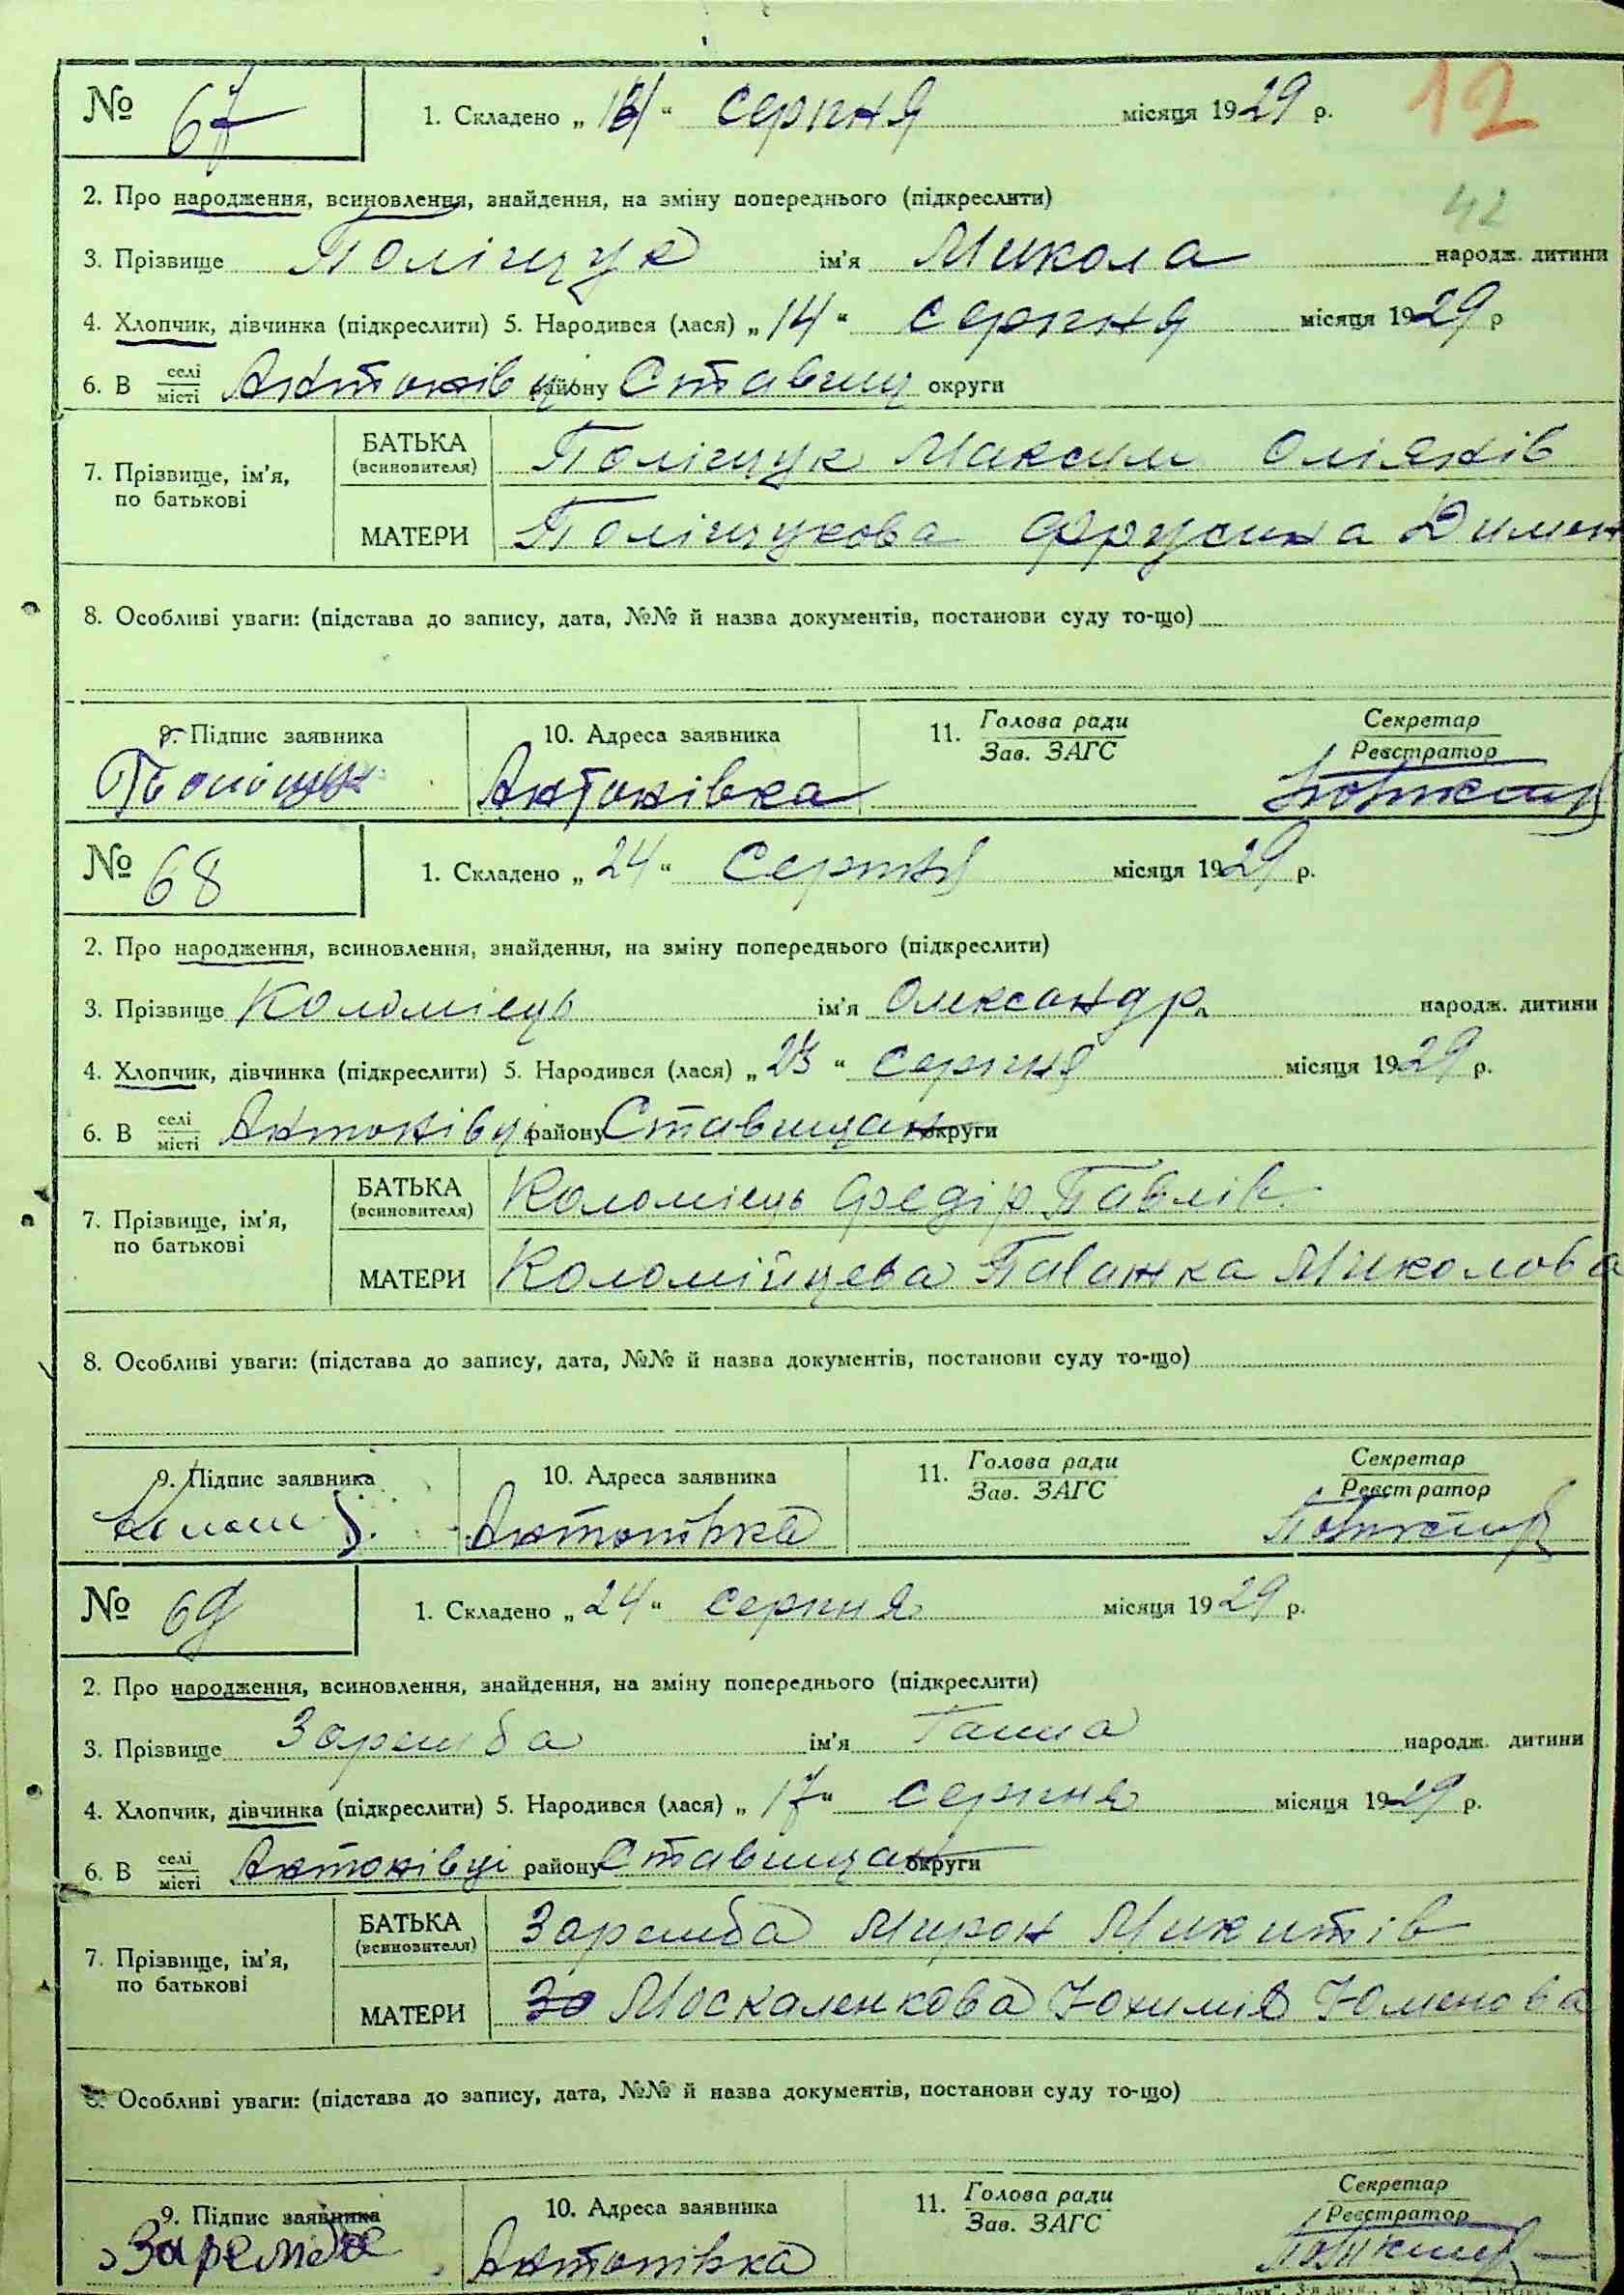 12
№ 67 1. Складено „ “ серпня місяця 1929 р.
42
2. Про народження, всиновлення, знайдення, на зміну попереднього (підкреслити)
3. Прізвище Поліщук ім'я Микола народж. дитини
4. Хлопчик, дівчинка (підкреслити) 5. Народився (лася) „14“ серпня місяця 1929 р
6. В селі/місті Антонівці району Ставищ округи
7. Прізвище, ім'я, по батькові
БАТЬКА (всиновителя) Поліщук Максим
МАТЕРИ Поліщукова Фрусина
8. Особливі уваги: (підстава до запису, дата, №№ й назва документів, постанови суду то-що)
9. Підпис заявника 10. Адреса заявника 11. Голова ради/Зав. ЗАГС Секретар/Реєстратор
Поліщук Антонівка
№ 68 1. Складено „24“ Серпня місяця 1929 р.
2. Про народження, всиновлення, знайдення, на зміну попереднього (підкреслити)
3. Прізвище Коломієць ім'я Олександр народж. дитини
4. Хлопчик, дівчинка (підкреслити) 5. Народився (лася) „23“ серпня місяця 1929 р.
6. В селі/місті Антонівці району Ставищан округи
7. Прізвище, ім'я, по батькові
БАТЬКА (всиновителя) Коломієць Федір Павлів
МАТЕРИ Коломійцева Миколова
8. Особливі уваги: (підстава до запису, дата, №№ й назва документів, постанови суду то-що)
9. Підпис заявника 10. Адреса заявника 11. Голова ради/Зав. ЗАГС Секретар/Реєстратор
Антонівка
№ 69 1. Складено „24“ серпня місяця 1929 р.
2. Про народження, всиновлення, знайдення, на зміну попереднього (підкреслити)
3. Прізвище Заремба ім'я Ганна народж. дитини
4. Хлопчик, дівчинка (підкреслити) 5. Народився (лася) „17“ серпня місяця 1929 р.
6. В селі/місті Антонівці району Ставищан округи
7. Прізвище, ім'я, по батькові
БАТЬКА (всиновителя) Заремба Мирон Микитів
МАТЕРИ За Москаленкова Юхимія
8. Особливі уваги: (підстава до запису, дата, №№ й назва документів, постанови суду то-що)
9. Підпис заявника 10. Адреса заявника 11. Голова ради/Зав. ЗАГС Секретар/Реєстратор
Заремба Антонівка